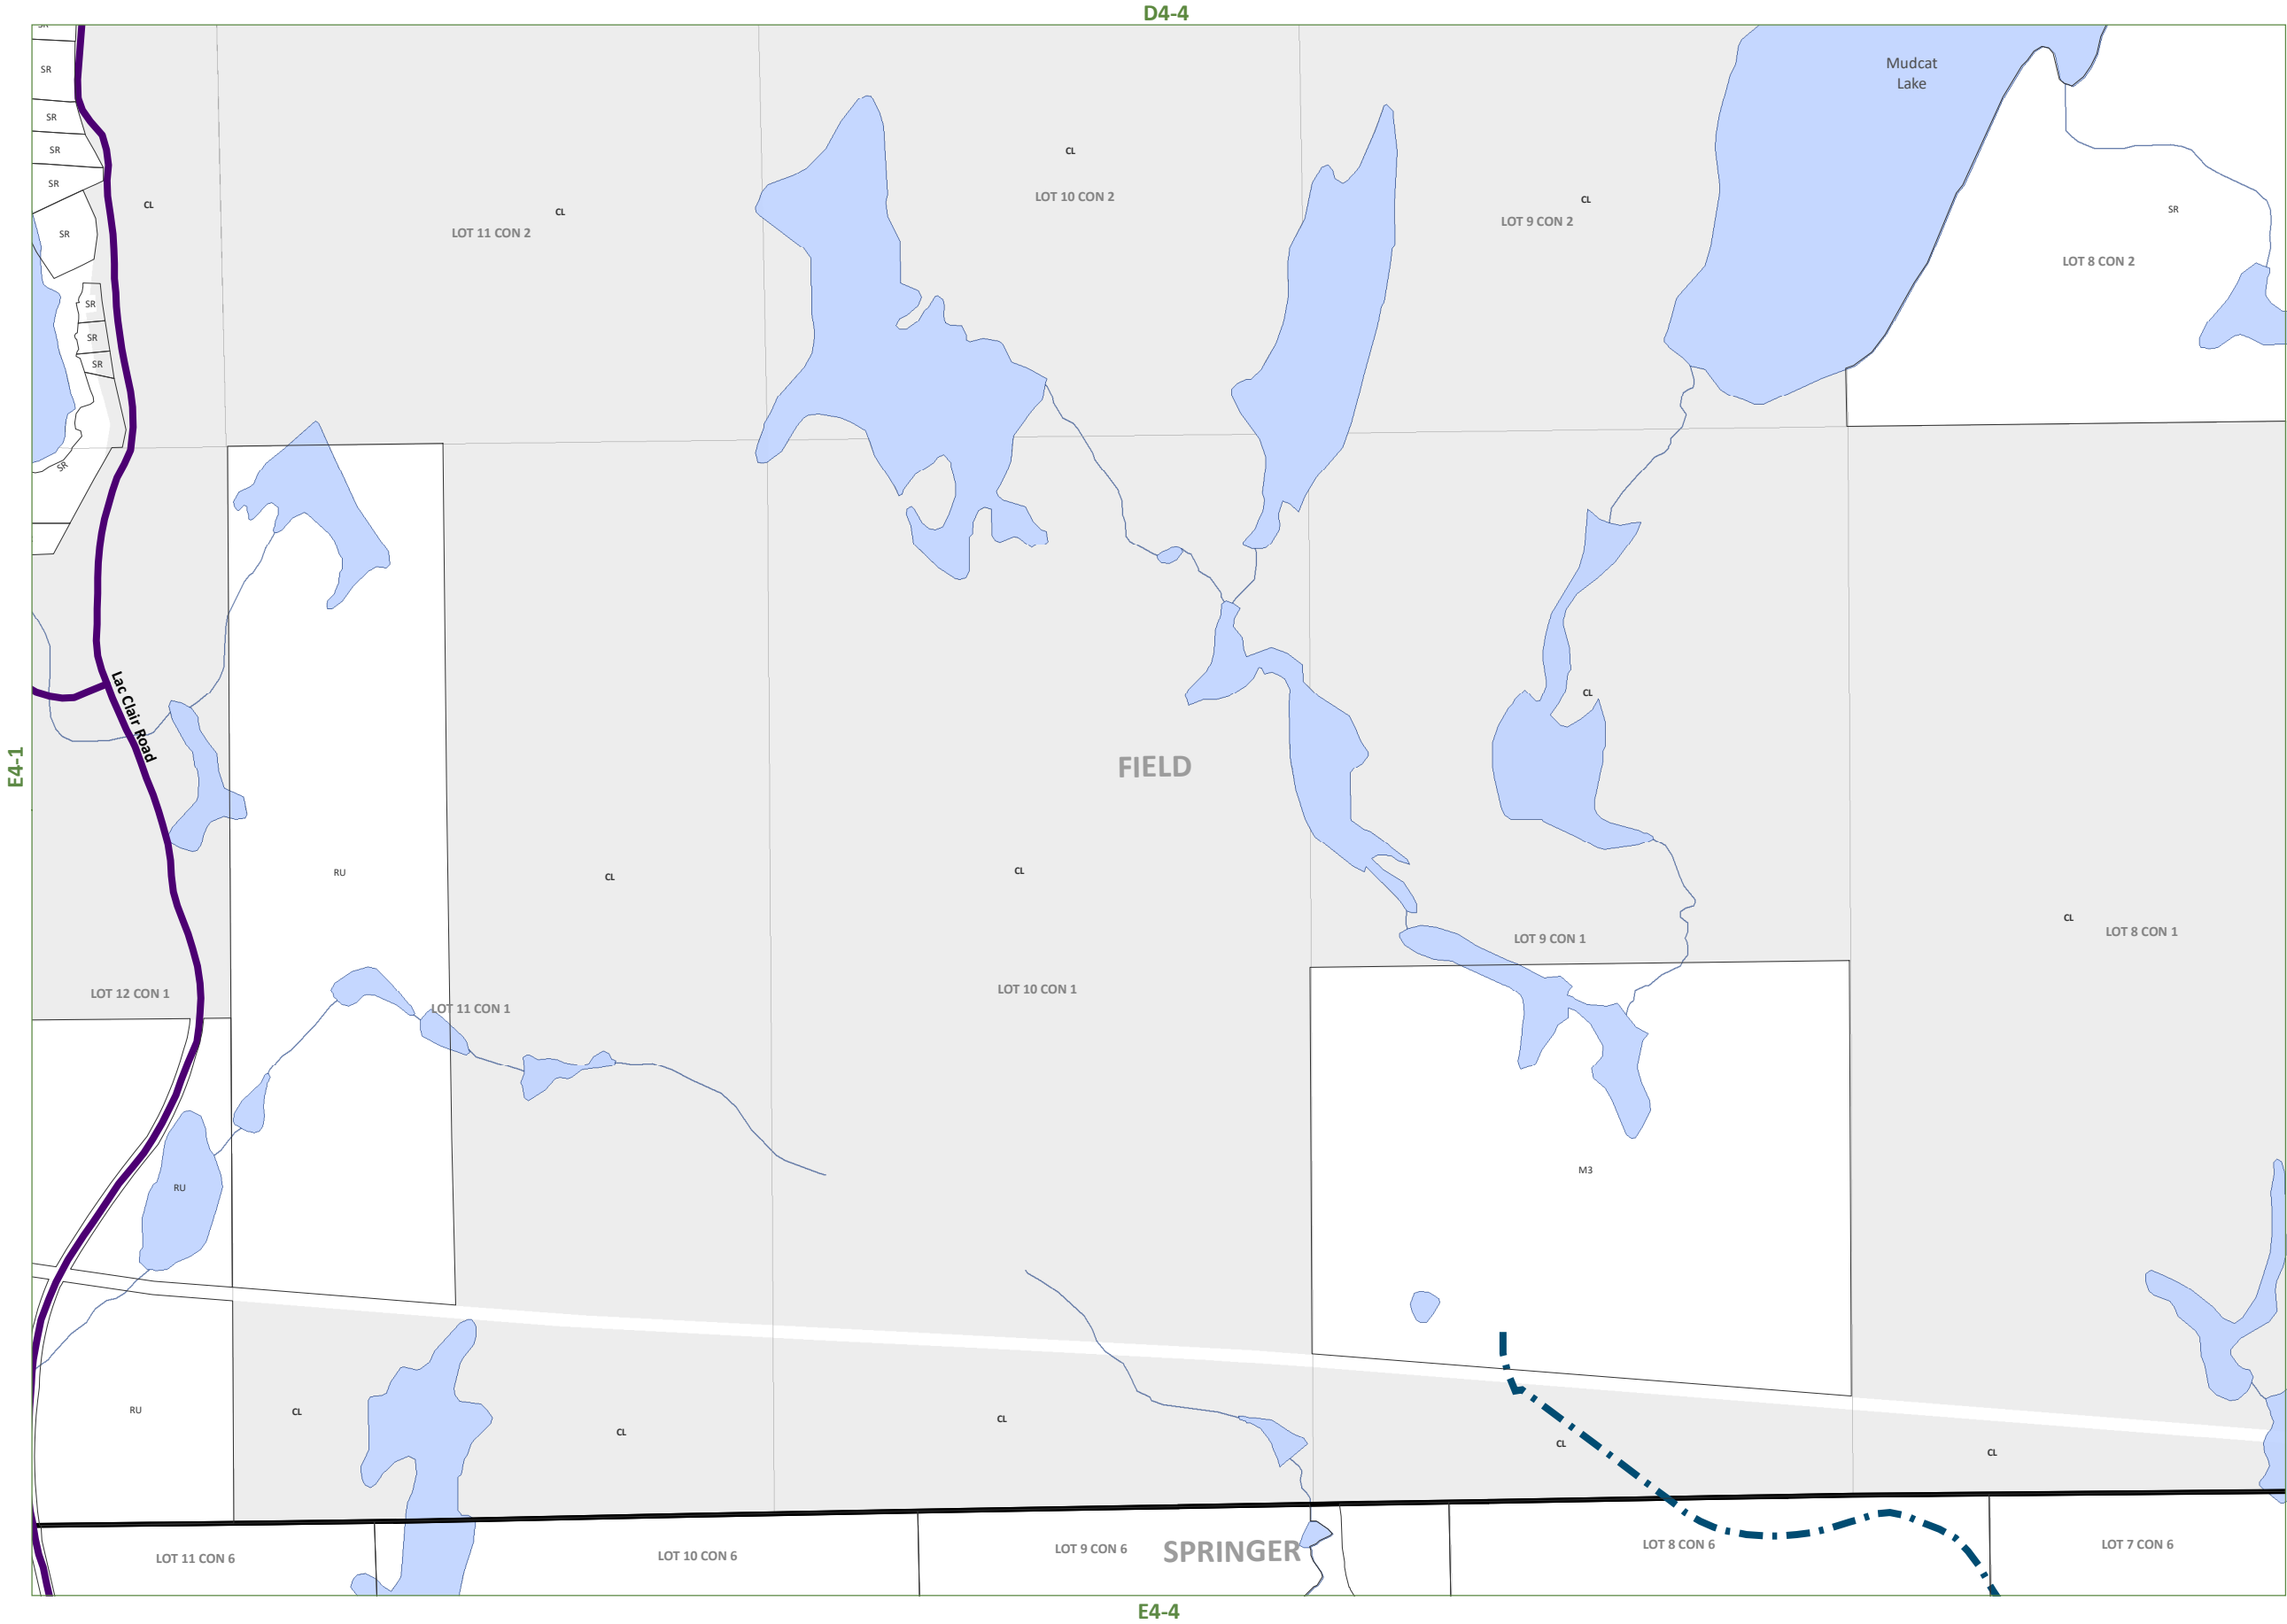 D4-4
SR
SR
SR
SR
SR
SR
SR
SR
SR
SR
CL
CL
LOT 11 CON 2
CL
LOT 10 CON 2
CL
LOT 9 CON 2
Mudcat
Lake
SR
LOT 8 CON 2
E4-1
Lac Clair Road
FIELD
CL
RU
CL
CL
CL
LOT 8 CON 1
LOT 9 CON 1
LOT 12 CON 1
LOT 11 CON 1
LOT 10 CON 1
M3
RU
RU
CL
CL
CL
CL
CL
LOT 11 CON 6
LOT 10 CON 6
LOT 9 CON 6
SPRINGER
LOT 8 CON 6
LOT 7 CON 6
E4-4